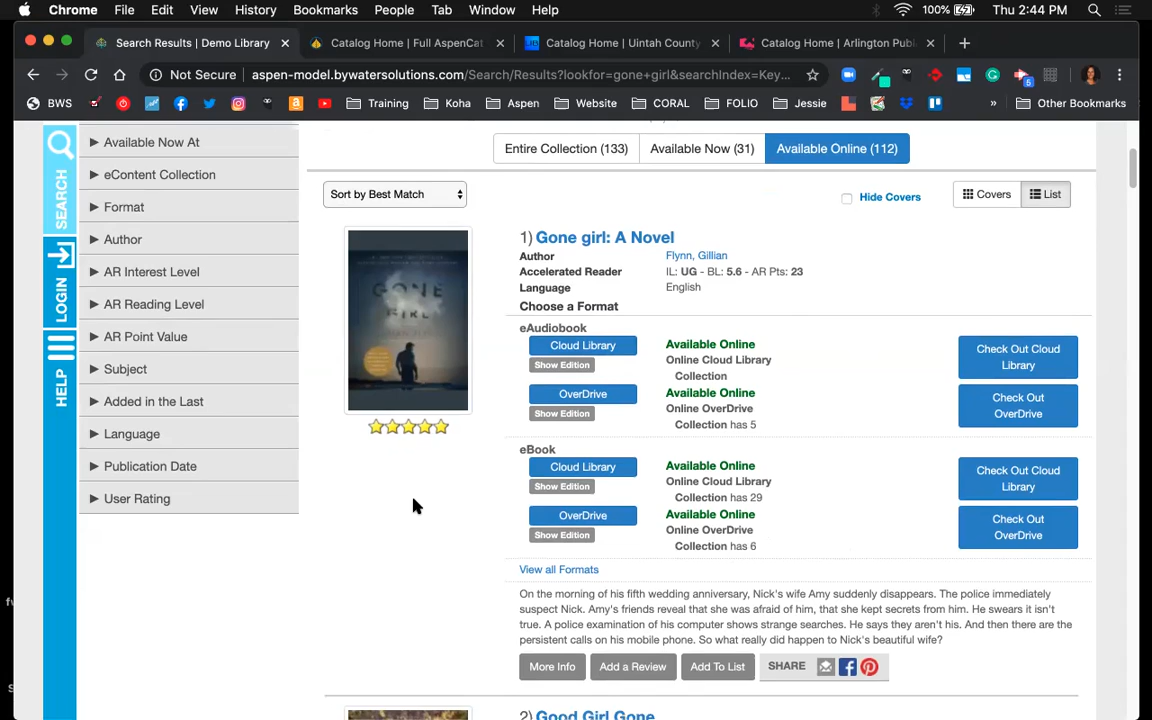 Chrome File Edit View History Bookmarks People Tab Window Help 100% Thu 2:44 PM
Search Results | Demo Library Catalog Home | Full AspenCat Catalog Home | Uintah County Catalog Home | Arlington Publ
Not Secure aspen-model.bywatersolutions.com/Search/Results?lookfor=gone+girl&searchIndex=Key... 5
BWS Training Koha Aspen Website CORAL FOLIO Jessie » Other Bookmarks
SEARCH
LOGIN
HELP
Available Now At
eContent Collection
Format
Author
AR Interest Level
AR Reading Level
AR Point Value
Subject
Added in the Last
Language
Publication Date
User Rating
Entire Collection (133) Available Now (31) Available Online (112)
Sort by Best Match Hide Covers Covers List
GONE
GIRL
1) Gone girl: A Novel
Author Flynn, Gillian
Accelerated Reader IL: UG - BL: 5.6 - AR Pts: 23
Language English
Choose a Format
eAudiobook
Cloud Library Available Online Check Out Cloud Library
Show Edition Online Cloud Library
Collection
OverDrive Available Online Check Out OverDrive
Show Edition Online OverDrive
Collection has 5
eBook
Cloud Library Available Online Check Out Cloud Library
Show Edition Online Cloud Library
Collection has 29
OverDrive Available Online Check Out OverDrive
Show Edition Online OverDrive
Collection has 6
View all Formats
On the morning of his fifth wedding anniversary, Nick's wife Amy suddenly disappears. The police immediately
suspect Nick. Amy's friends reveal that she was afraid of him, that she kept secrets from him. He swears it isn't
true. A police examination of his computer shows strange searches. He says they aren't his. And then there are the
persistent calls on his mobile phone. So what really did happen to Nick's beautiful wife?
More Info Add a Review Add To List SHARE
2) Good Girl Gone